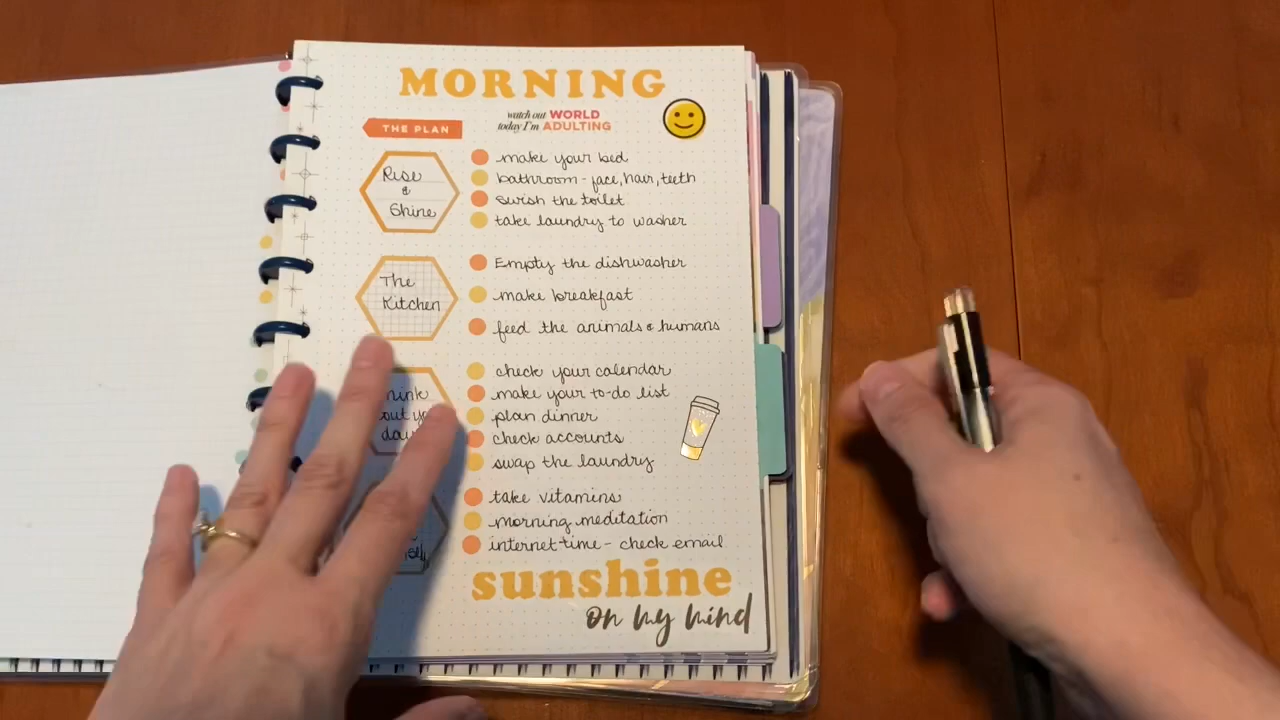 MORNING
watch out WORLD
today I'm ADULTING
THE PLAN
Rise
&
Shine
make your bed
bathroom - face, hair, teeth
swish the toilet
take laundry to washer
The
Kitchen
Empty the dishwasher
make breakfast
feed the animals & humans
out
check your calendar
make your to-do list
plan dinner
check accounts
swap the laundry
take vitamins
morning meditation
internet time - check email
sunshine
on my mind